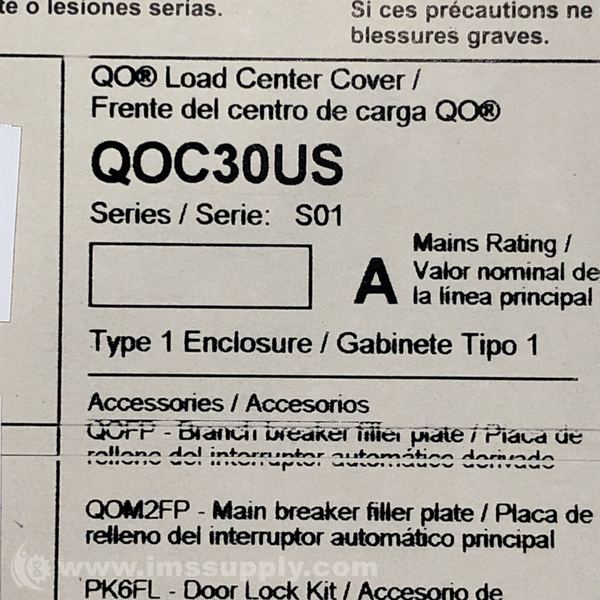 te o lesiones serias.
Si ces précautions ne
blessures graves.
QO® Load Center Cover /
Frente del centro de carga QO®
QOC30US
Series / Serie: S01
A
Mains Rating /
Valor nominal de
la línea principal
Type 1 Enclosure / Gabinete Tipo 1
Accessories / Accesorios
QOFP - Branch breaker filler plate / Placa de
relleno del interruptor automático derivado
QOM2FP - Main breaker filler plate / Placa de
relleno del interruptor automático principal
www.imssupply.com
PK6FL - Door Lock Kit / Accesorio de